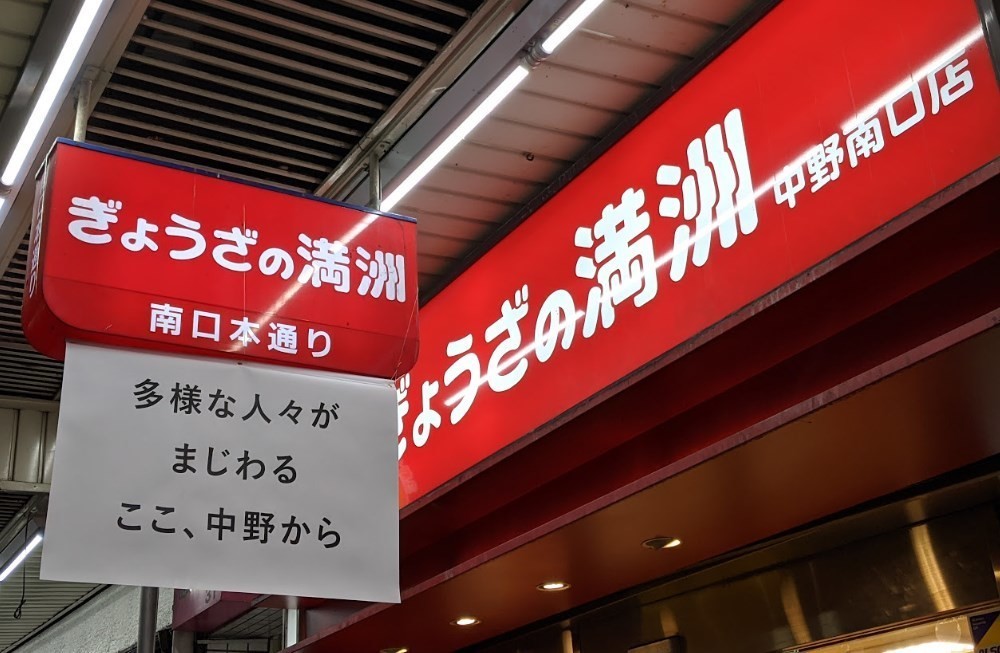 ぎょうざの満洲
南口本通り
多様な人々が
まじわる
ここ、中野から
ぎょうざの満洲 中野南口店